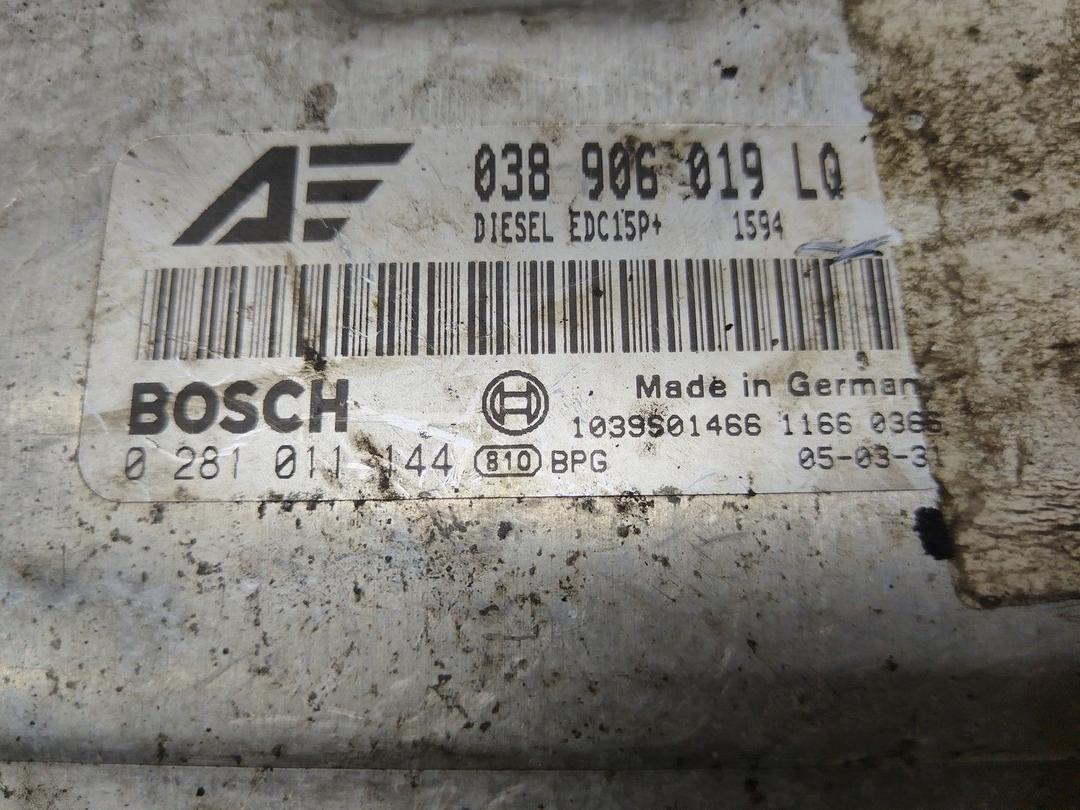 AE
038 906 019 LQ
DIESEL EDC15P+ 1594
BOSCH
Made in German
1039S01466 1166 0366
0 281 011 144 810 BPG
05-03-31